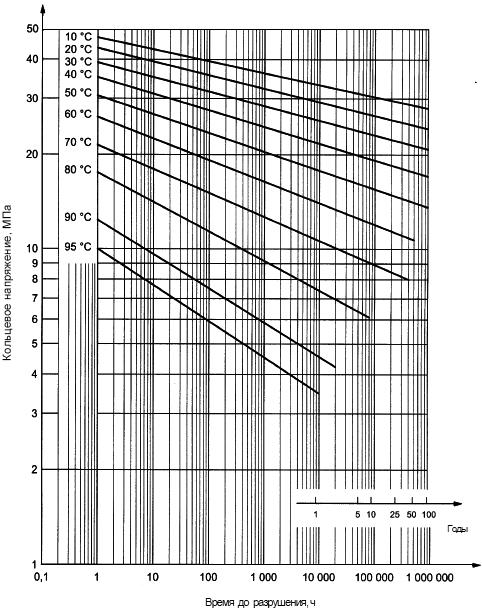 Кольцевое напряжение, МПа
50
40
30
20
10
9
8
7
6
5
4
3
2
1
10 °C
20 °C
30 °C
40 °C
50 °C
60 °C
70 °C
80 °C
90 °C
95 °C
1 5 10 25 50 100
Годы
0,1 1 10 100 1 000 10 000 100 000 1 000 000
Время до разрушения, ч